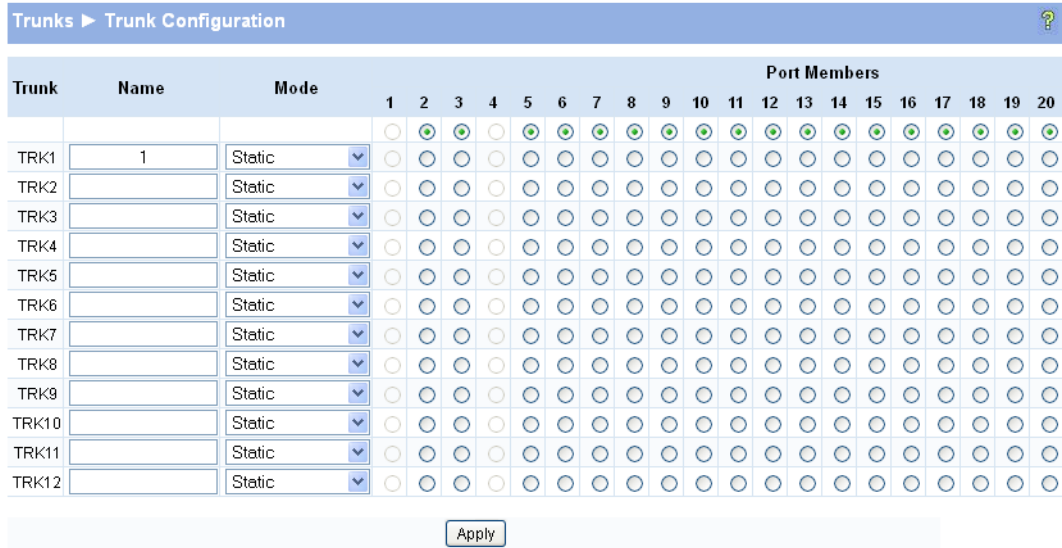 Trunks ► Trunk Configuration ?
Port Members
Trunk Name Mode
1 2 3 4 5 6 7 8 9 10 11 12 13 14 15 16 17 18 19 20
TRK1 1 Static
TRK2 Static
TRK3 Static
TRK4 Static
TRK5 Static
TRK6 Static
TRK7 Static
TRK8 Static
TRK9 Static
TRK10 Static
TRK11 Static
TRK12 Static
Apply